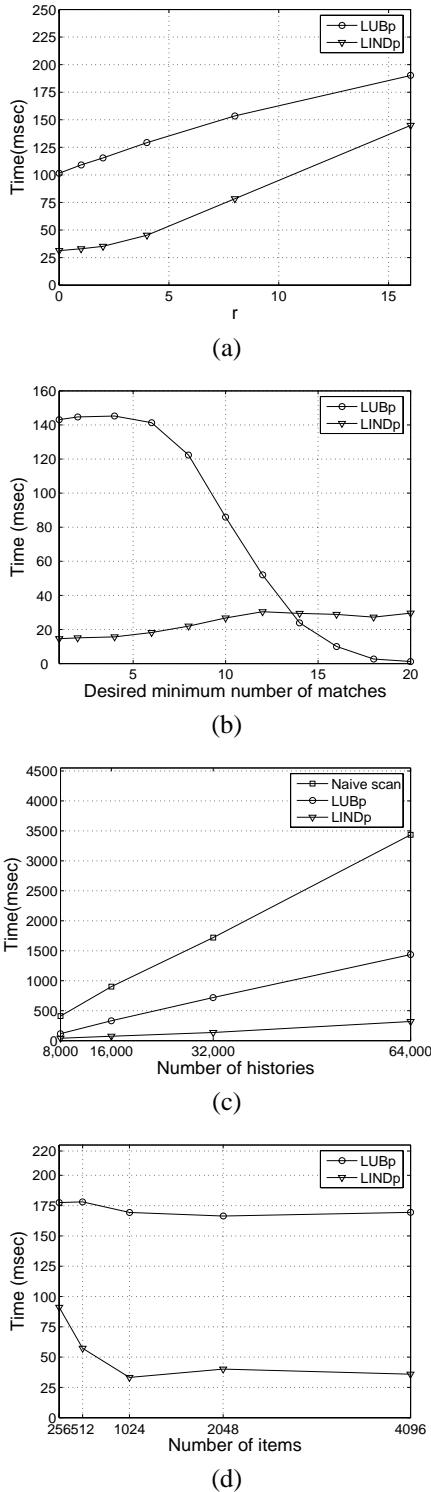 250
225
200
175
150
125
100
75
50
25
0
Time(msec)
LUBp
LINDp
0 5 10 15
r
(a)
160
140
120
100
80
60
40
20
0
Time (msec)
LUBp
LINDp
5 10 15 20
Desired minimum number of matches
(b)
4500
4000
3500
3000
2500
2000
1500
1000
500
0
Time(msec)
Naive scan
LUBp
LINDp
8,000 16,000 32,000 64,000
Number of histories
(c)
220
200
175
150
125
100
75
50
25
0
Time (msec)
LUBp
LINDp
256 512 1024 2048 4096
Number of items
(d)